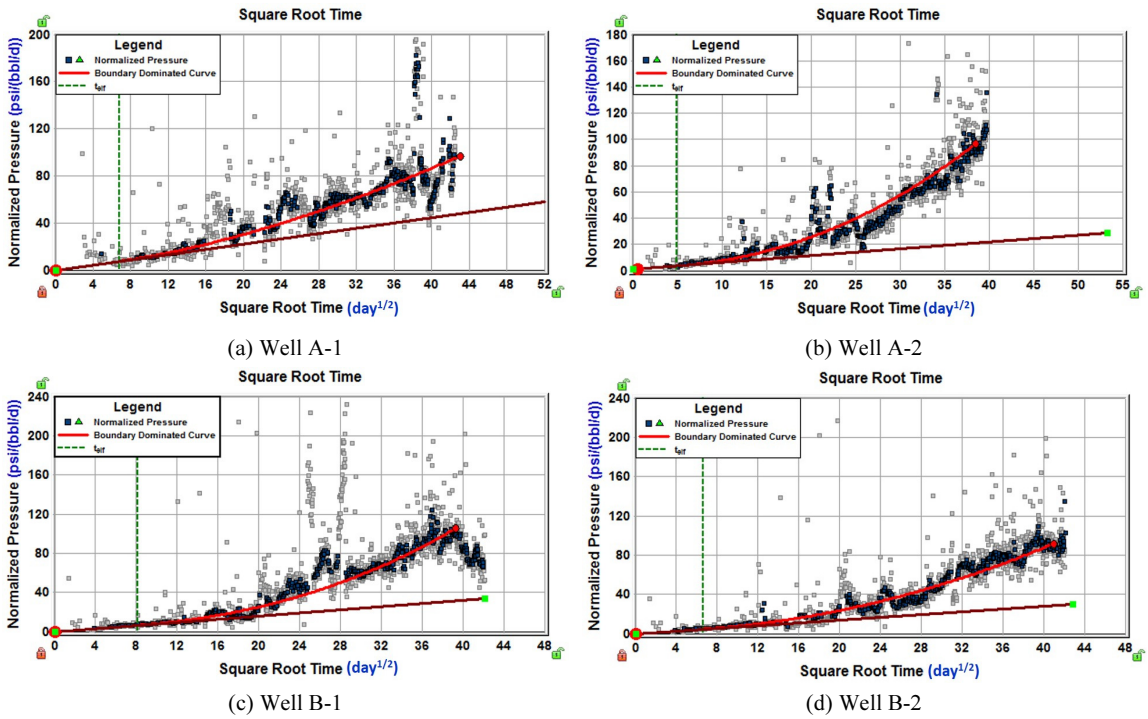 Square Root Time
200
160
120
80
40
0
Normalized Pressure (psi/(bbl/d))
Legend
Normalized Pressure
Boundary Dominated Curve
t_elf
0 4 8 12 16 20 24 28 32 36 40 44 48 52
Square Root Time (day^1/2)
(a) Well A-1
Square Root Time
180
160
140
120
100
80
60
40
20
0
Normalized Pressure (psi/(bbl/d))
Legend
Normalized Pressure
Boundary Dominated Curve
t_elf
0 5 10 15 20 25 30 35 40 45 50 55
Square Root Time (day^1/2)
(b) Well A-2
Square Root Time
240
200
160
120
80
40
0
Normalized Pressure (psi/(bbl/d))
Legend
Normalized Pressure
Boundary Dominated Curve
t_elf
0 4 8 12 16 20 24 28 32 36 40 44 48
Square Root Time (day^1/2)
(c) Well B-1
Square Root Time
240
200
160
120
80
40
0
Normalized Pressure (psi/(bbl/d))
Legend
Normalized Pressure
Boundary Dominated Curve
t_elf
0 4 8 12 16 20 24 28 32 36 40 44 48
Square Root Time (day^1/2)
(d) Well B-2